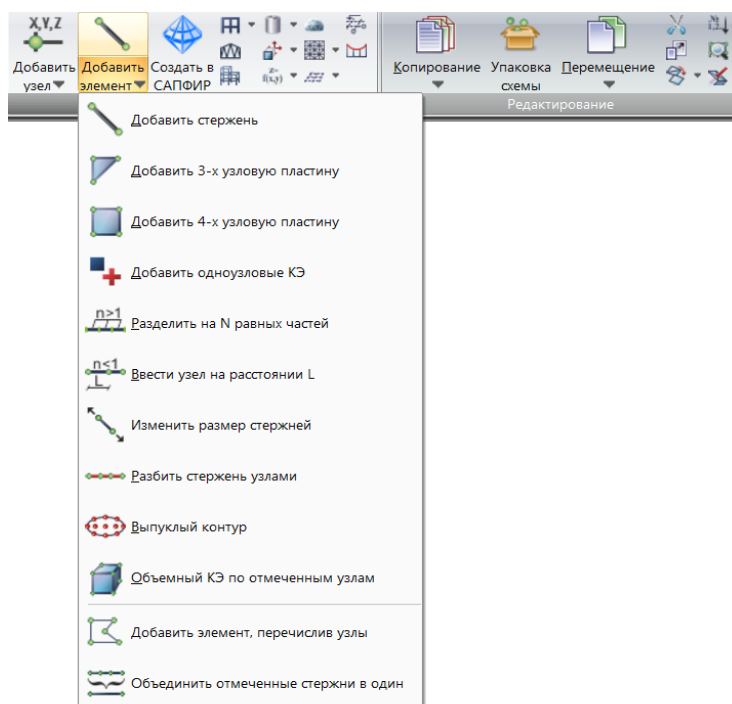 X,Y,Z
Добавить узел
Добавить элемент
Создать в САПФИР
f(x,y)
Копирование
Упаковка схемы
Перемещение
Редактирование
Добавить стержень
Добавить 3-х узловую пластину
Добавить 4-х узловую пластину
Добавить одноузловые КЭ
n>1
Разделить на N равных частей
n<1
L
Ввести узел на расстоянии L
Изменить размер стержней
Разбить стержень узлами
Выпуклый контур
Объемный КЭ по отмеченным узлам
Добавить элемент, перечислив узлы
Объединить отмеченные стержни в один